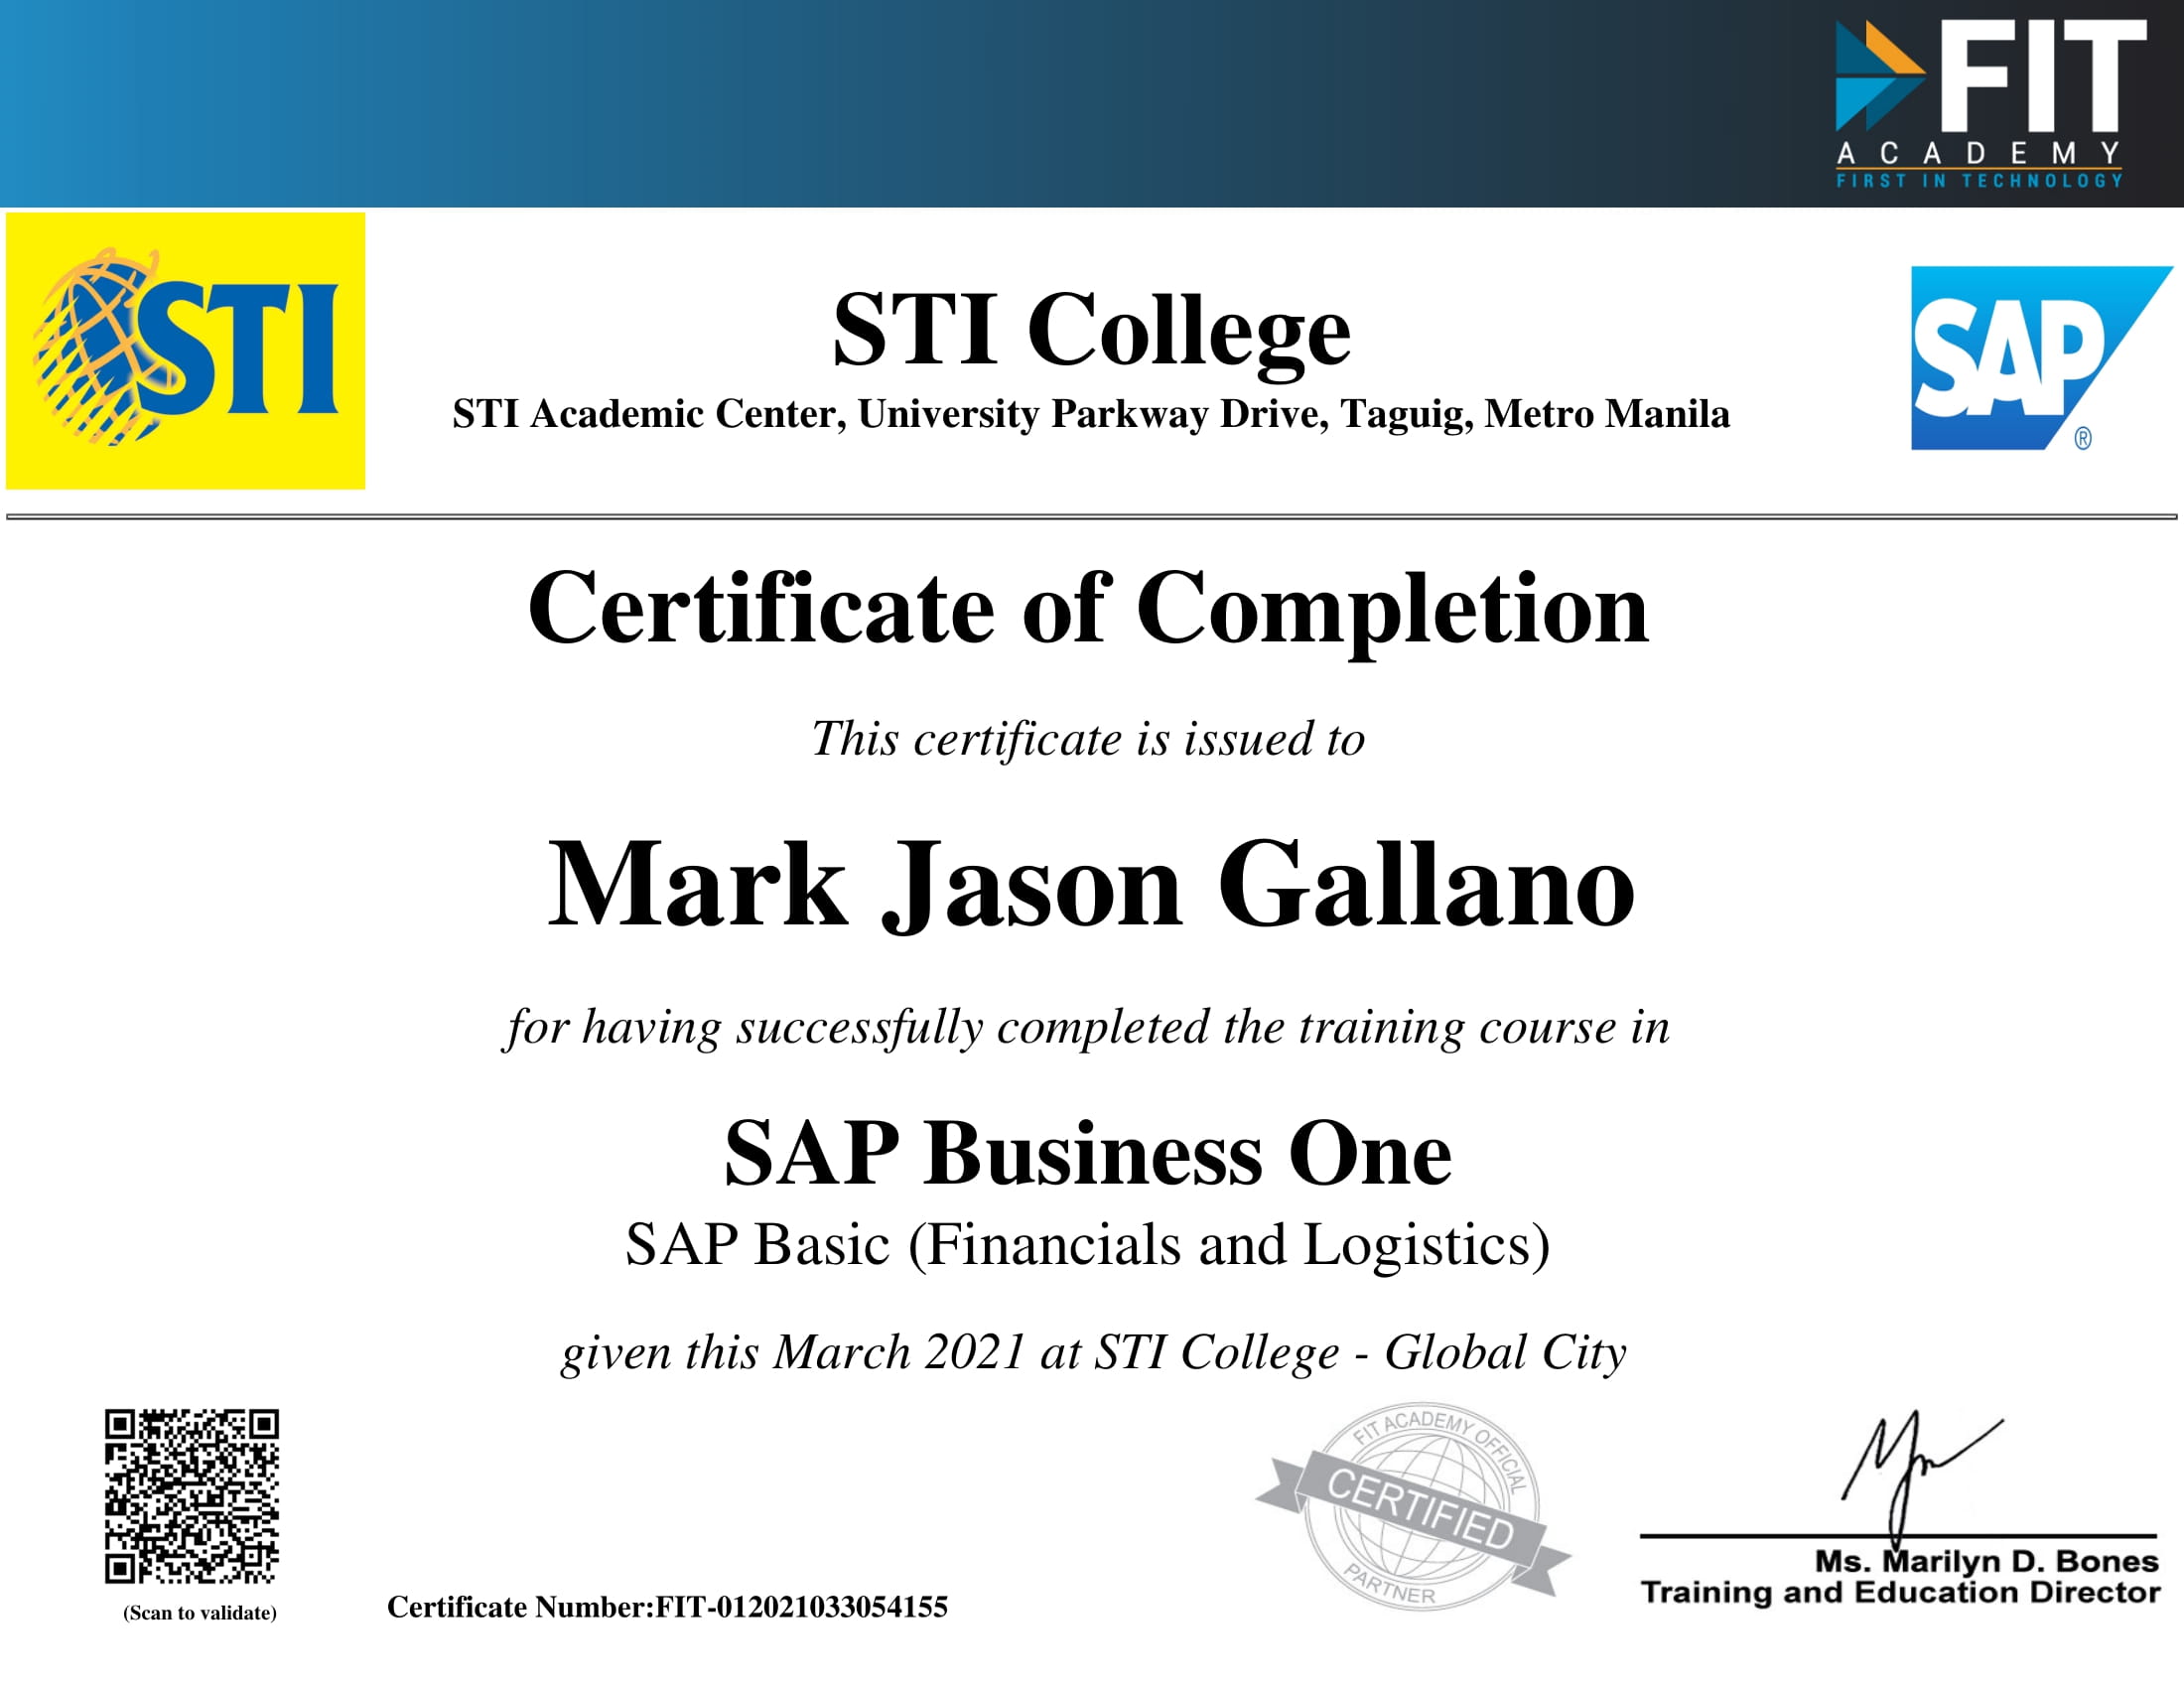 FIT
ACADEMY
FIRST IN TECHNOLOGY
STI
STI College
STI Academic Center, University Parkway Drive, Taguig, Metro Manila
SAP
®
Certificate of Completion
This certificate is issued to
Mark Jason Gallano
for having successfully completed the training course in
SAP Business One
SAP Basic (Financials and Logistics)
given this March 2021 at STI College - Global City
FIT ACADEMY OFFICIAL
CERTIFIED
PARTNER
Ms. Marilyn D. Bones
Training and Education Director
(Scan to validate)
Certificate Number:FIT-012021033054155